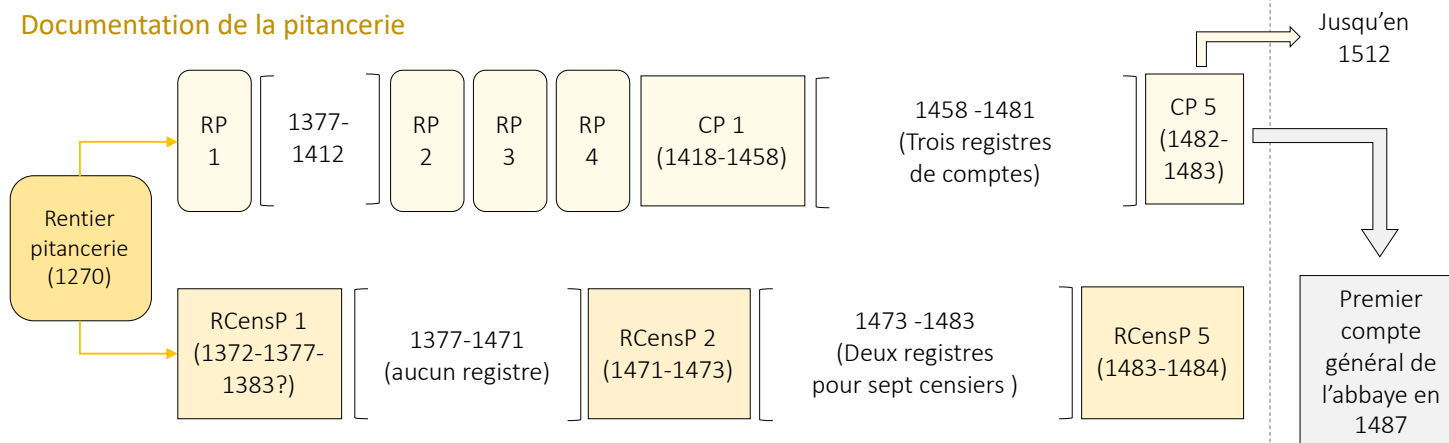 Documentation de la pitancerie
Jusqu’en
1512
RP
1
1377-
1412
RP
2
RP
3
RP
4
CP 1
(1418-1458)
1458 -1481
(Trois registres
de comptes)
CP 5
(1482-
1483)
Rentier
pitancerie
(1270)
RCensP 1
(1372-1377-
1383?)
1377-1471
(aucun registre)
RCensP 2
(1471-1473)
1473 -1483
(Deux registres
pour sept censiers )
RCensP 5
(1483-1484)
Premier
compte
général de
l’abbaye en
1487